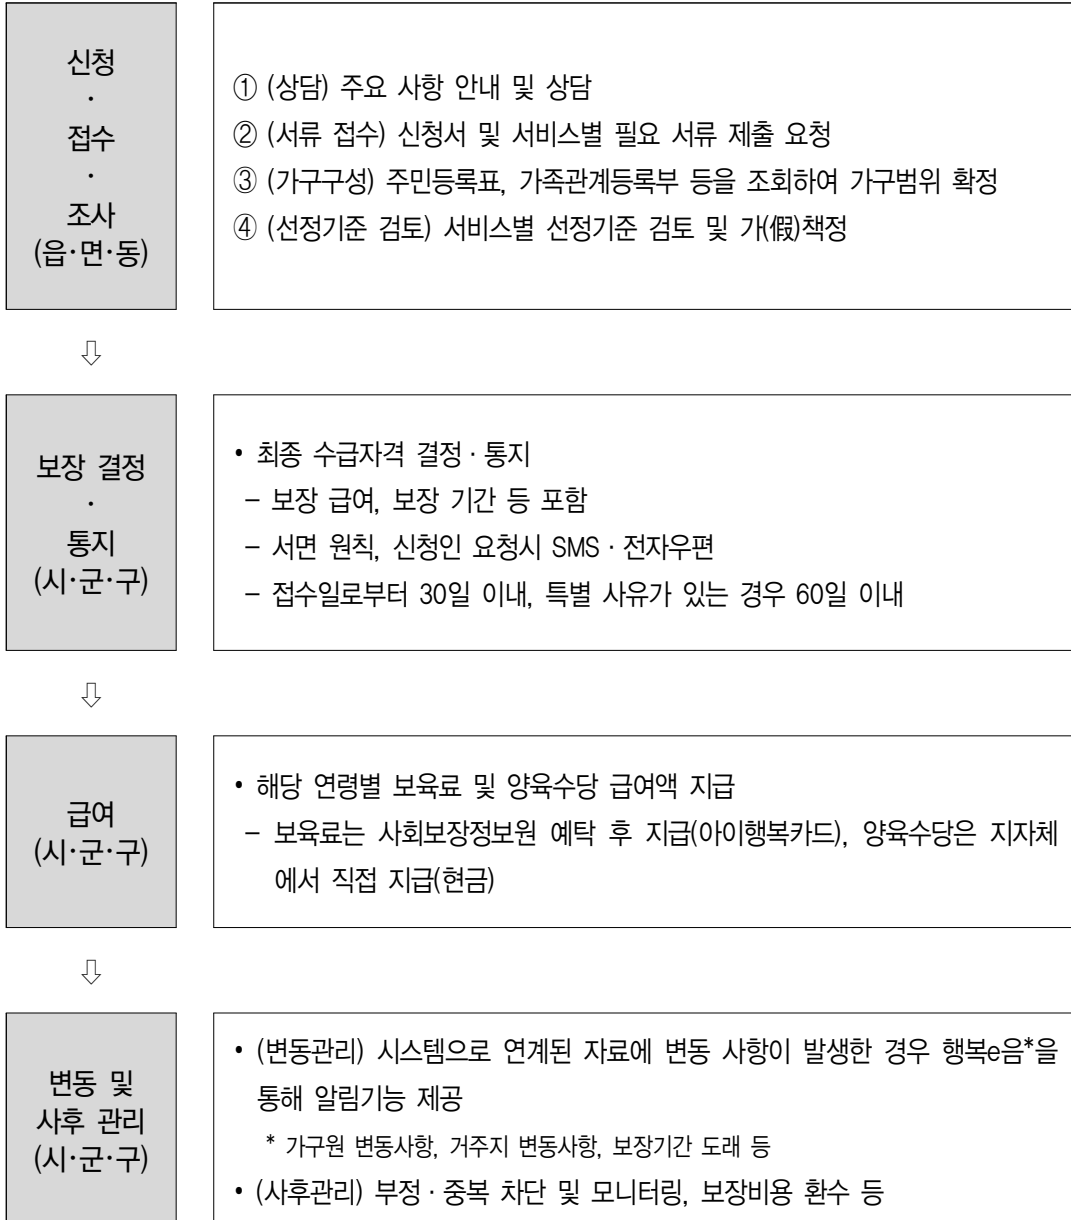 신청
·
접수
·
조사
(읍·면·동)
① (상담) 주요 사항 안내 및 상담
② (서류 접수) 신청서 및 서비스별 필요 서류 제출 요청
③ (가구구성) 주민등록표, 가족관계등록부 등을 조회하여 가구범위 확정
④ (선정기준 검토) 서비스별 선정기준 검토 및 가(假)책정
⇩
보장 결정
·
통지
(시·군·구)
• 최종 수급자격 결정·통지
– 보장 급여, 보장 기간 등 포함
– 서면 원칙, 신청인 요청시 SMS·전자우편
– 접수일로부터 30일 이내, 특별 사유가 있는 경우 60일 이내
⇩
급여
(시·군·구)
• 해당 연령별 보육료 및 양육수당 급여액 지급
– 보육료는 사회보장정보원 예탁 후 지급(아이행복카드), 양육수당은 지자체
에서 직접 지급(현금)
⇩
변동 및
사후 관리
(시·군·구)
• (변동관리) 시스템으로 연계된 자료에 변동 사항이 발생한 경우 행복e음*을
통해 알림기능 제공
* 가구원 변동사항, 거주지 변동사항, 보장기간 도래 등
• (사후관리) 부정·중복 차단 및 모니터링, 보장비용 환수 등